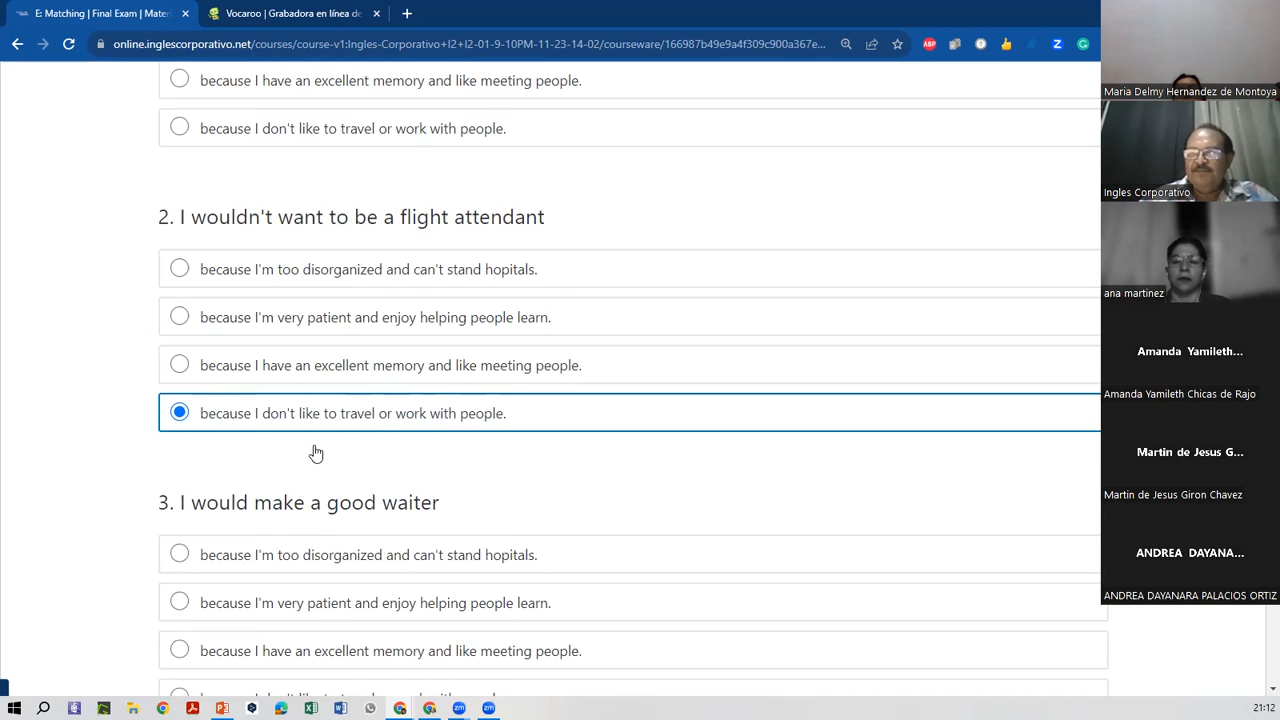 E: Matching | Final Exam | Mater
Vocaroo | Grabadora en línea de
online.inglescorporativo.net/courses/course-v1:Ingles-Corporativo+I2+I2-01-9-10PM-11-23-14-02/courseware/166987b49e9a4f309c900a367e...
because I have an excellent memory and like meeting people.
because I don't like to travel or work with people.
2. I wouldn't want to be a flight attendant
because I'm too disorganized and can't stand hopitals.
because I'm very patient and enjoy helping people learn.
because I have an excellent memory and like meeting people.
because I don't like to travel or work with people.
3. I would make a good waiter
because I'm too disorganized and can't stand hopitals.
because I'm very patient and enjoy helping people learn.
because I have an excellent memory and like meeting people.
Maria Delmy Hernandez de Montoya
Ingles Corporativo
ana martinez
Amanda Yamileth...
Amanda Yamileth Chicas de Rajo
Martin de Jesus G...
Martin de Jesus Giron Chavez
ANDREA DAYANA...
ANDREA DAYANARA PALACIOS ORTIZ
21:12